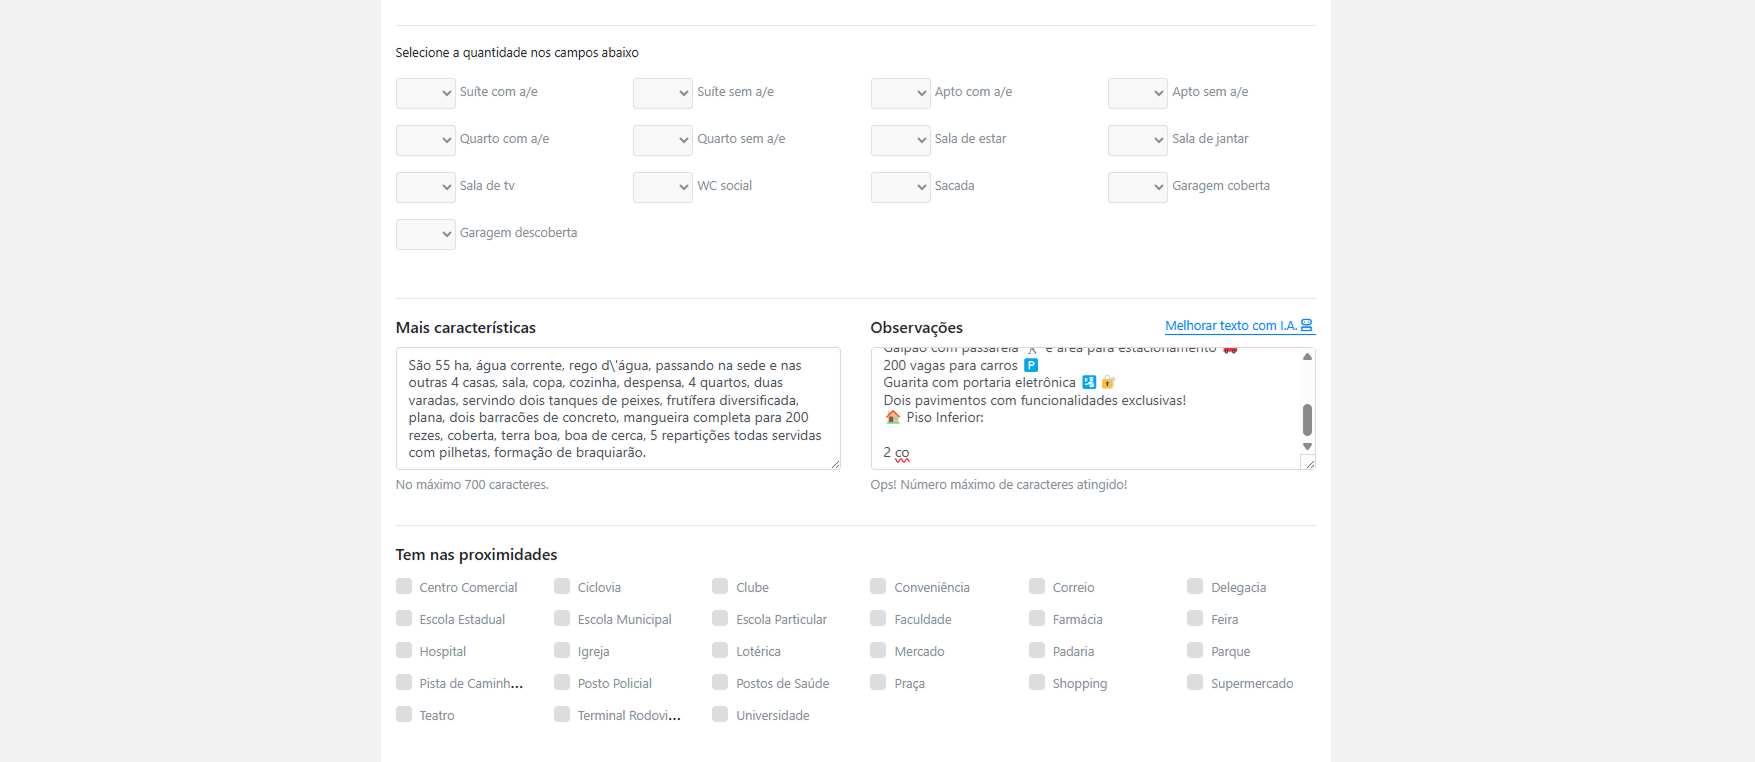 Selecione a quantidade nos campos abaixo
Suíte com a/e
Suíte sem a/e
Apto com a/e
Apto sem a/e
Quarto com a/e
Quarto sem a/e
Sala de estar
Sala de jantar
Sala de tv
WC social
Sacada
Garagem coberta
Garagem descoberta
Mais características
São 55 ha, água corrente, rego d\'água, passando na sede e nas
outras 4 casas, sala, copa, cozinha, despensa, 4 quartos, duas
varadas, servindo dois tanques de peixes, frutífera diversificada,
plana, dois barracões de concreto, mangueira completa para 200
rezes, coberta, terra boa, boa de cerca, 5 repartições todas servidas
com pilhetas, formação de braquiarão.
No máximo 700 caracteres.
Observações
Melhorar texto com I.A.
Galpão com passarela 🚶 e área para estacionamento 🚗
200 vagas para carros 🅿️
Guarita com portaria eletrônica 🛂 🔐
Dois pavimentos com funcionalidades exclusivas!
🏠 Piso Inferior:
2 co
Ops! Número máximo de caracteres atingido!
Tem nas proximidades
Centro Comercial
Ciclovia
Clube
Conveniência
Correio
Delegacia
Escola Estadual
Escola Municipal
Escola Particular
Faculdade
Farmácia
Feira
Hospital
Igreja
Lotérica
Mercado
Padaria
Parque
Pista de Caminh...
Posto Policial
Postos de Saúde
Praça
Shopping
Supermercado
Teatro
Terminal Rodovi...
Universidade